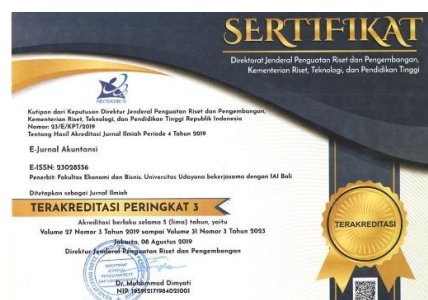 SERTIFIKAT
Direktorat Jenderal Penguatan Riset dan Pengembangan,
Kementerian Riset, Teknologi, dan Pendidikan Tinggi
RISTEKDIKTI
Kutipan dari Keputusan Direktur Jenderal Penguatan Riset dan Pengembangan,
Kementerian Riset, Teknologi, dan Pendidikan Tinggi Republik Indonesia
Nomor: 23/E/KPT/2019
Tentang Hasil Akreditasi Jurnal Ilmiah Periode 4 Tahun 2019
E-Jurnal Akuntansi
E-ISSN: 23028556
Penerbit: Fakultas Ekonomi dan Bisnis, Universitas Udayana bekerjasama dengan IAI Bali
Ditetapkan sebagai Jurnal Ilmiah
TERAKREDITASI PERINGKAT 3
Akreditasi berlaku selama 5 (lima) tahun, yaitu
Volume 27 Nomor 3 Tahun 2019 sampai Volume 31 Nomor 5 Tahun 2023
Jakarta, 08 Agustus 2019
Direktur Jenderal Penguatan Riset dan Pengembangan
Dr. Muhammad Dimyati
NIP. 195912171984021001
TERAKREDITASI